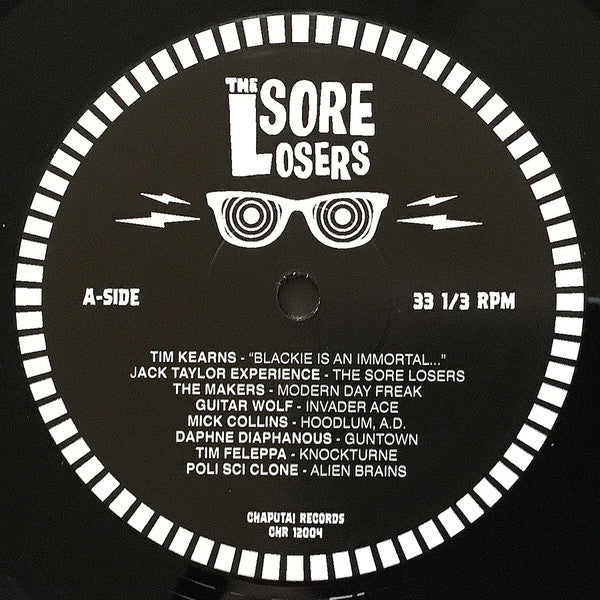 THE
SORE
LOSERS
A-SIDE
33 1/3 RPM
TIM KEARNS - "BLACKIE IS AN IMMORTAL..."
JACK TAYLOR EXPERIENCE - THE SORE LOSERS
THE MAKERS - MODERN DAY FREAK
GUITAR WOLF - INVADER ACE
MICK COLLINS - HOODLUM, A.D.
DAPHNE DIAPHANOUS - GUNTOWN
TIM FELEPPA - KNOCKTURNE
POLI SCI CLONE - ALIEN BRAINS
CHAPUTAI RECORDS
CHR 12004